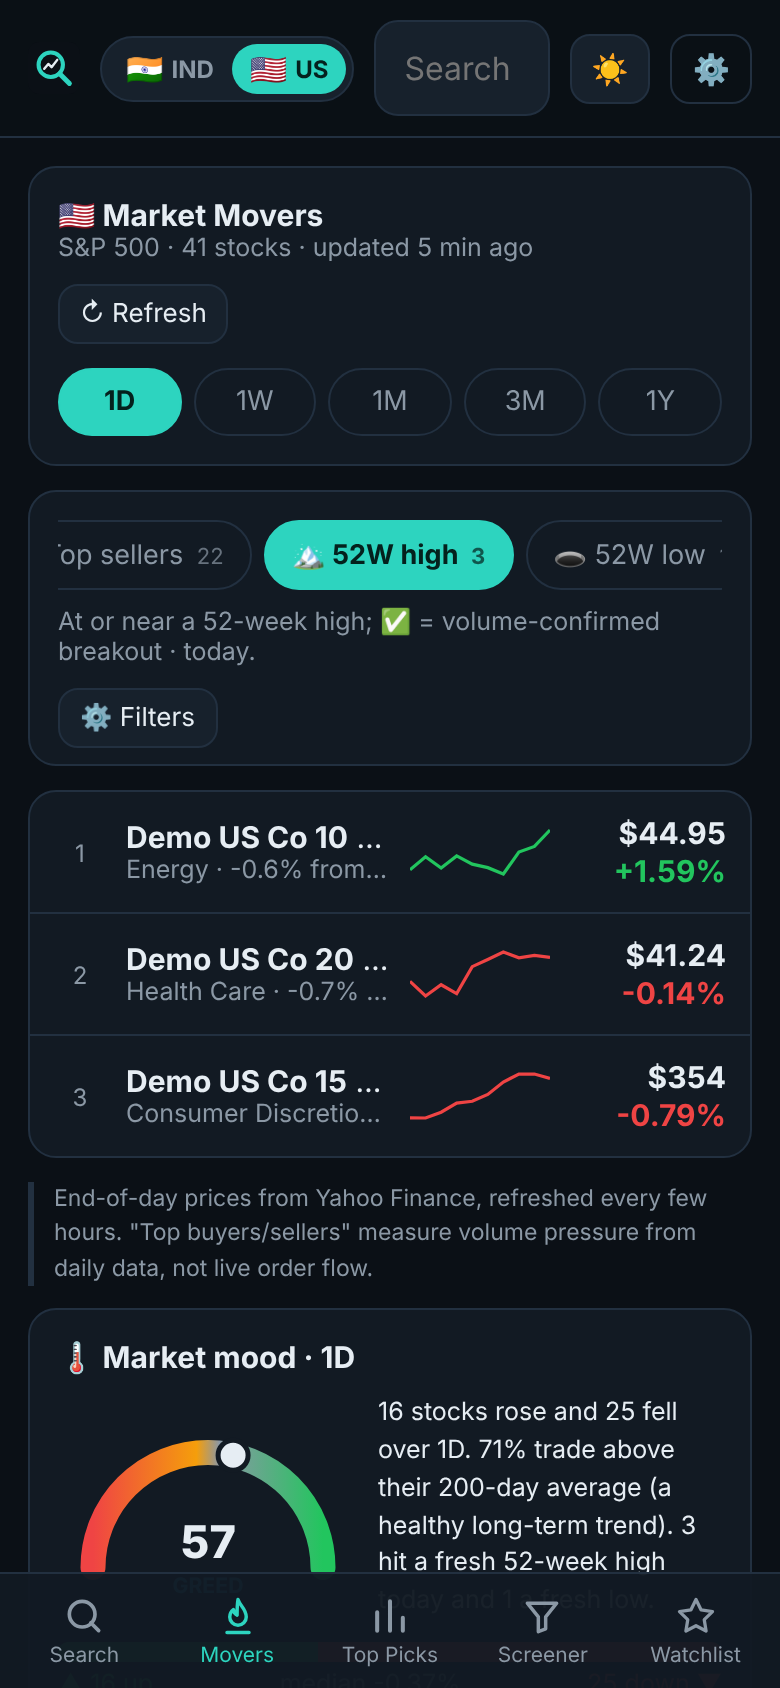 IND
US
Search
Market Movers
S&P 500 · 41 stocks · updated 5 min ago
Refresh
1D
1W
1M
3M
1Y
op sellers 22
52W high 3
52W low
At or near a 52-week high; ✅ = volume-confirmed
breakout · today.
Filters
1
Demo US Co 10 ...
Energy · -0.6% from...
$44.95
+1.59%
2
Demo US Co 20 ...
Health Care · -0.7% ...
$41.24
-0.14%
3
Demo US Co 15 ...
Consumer Discretio...
$354
-0.79%
End-of-day prices from Yahoo Finance, refreshed every few
hours. "Top buyers/sellers" measure volume pressure from
daily data, not live order flow.
Market mood · 1D
16 stocks rose and 25 fell
over 1D. 71% trade above
their 200-day average (a
healthy long-term trend). 3
hit a fresh 52-week high
today and 1 a fresh low.
57
GREED
Search
Movers
Top Picks
Screener
Watchlist